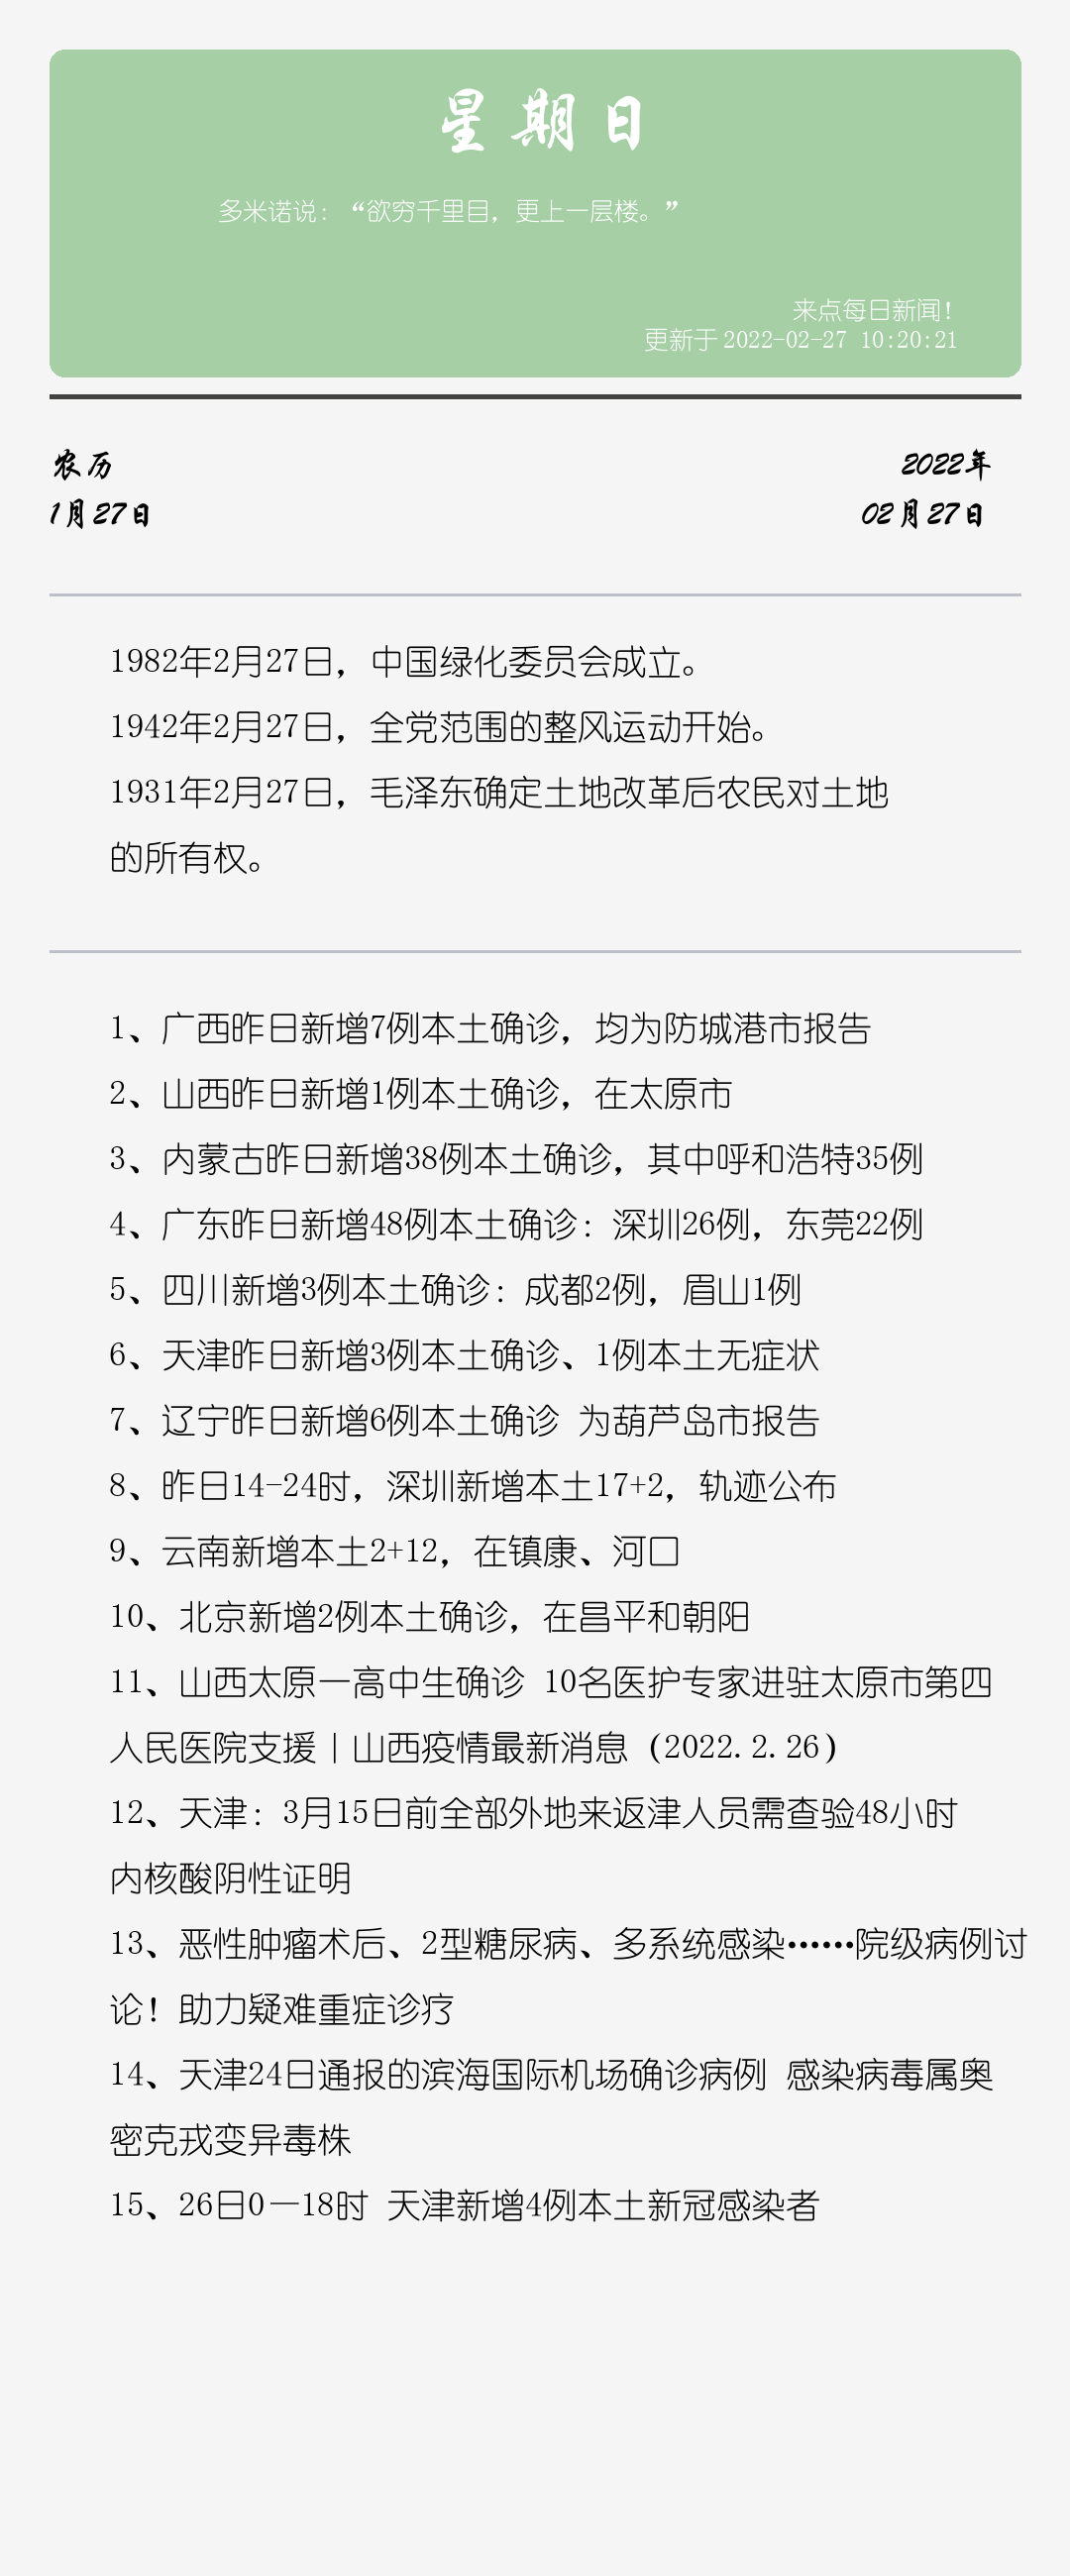 星期日
多米诺说：“欲穷千里目，更上一层楼。”
来点每日新闻！
更新于 2022-02-27 10:20:21
农历
2022年
1月27日
02月27日
1982年2月27日，中国绿化委员会成立。
1942年2月27日，全党范围的整风运动开始。
1931年2月27日，毛泽东确定土地改革后农民对土地
的所有权。
1、广西昨日新增7例本土确诊，均为防城港市报告
2、山西昨日新增1例本土确诊，在太原市
3、内蒙古昨日新增38例本土确诊，其中呼和浩特35例
4、广东昨日新增48例本土确诊：深圳26例，东莞22例
5、四川新增3例本土确诊：成都2例，眉山1例
6、天津昨日新增3例本土确诊、1例本土无症状
7、辽宁昨日新增6例本土确诊 为葫芦岛市报告
8、昨日14-24时，深圳新增本土17+2，轨迹公布
9、云南新增本土2+12，在镇康、河口
10、北京新增2例本土确诊，在昌平和朝阳
11、山西太原一高中生确诊 10名医护专家进驻太原市第四
人民医院支援丨山西疫情最新消息（2022.2.26）
12、天津：3月15日前全部外地来返津人员需查验48小时
内核酸阴性证明
13、恶性肿瘤术后、2型糖尿病、多系统感染……院级病例讨
论！助力疑难重症诊疗
14、天津24日通报的滨海国际机场确诊病例 感染病毒属奥
密克戎变异毒株
15、26日0—18时 天津新增4例本土新冠感染者